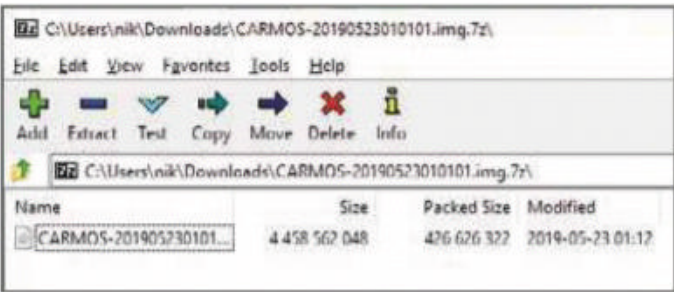 C:\Users\nik\Downloads\CARMOS-20190523010101.img.7z\
File Edit View Favorites Tools Help
Add Extract Test Copy Move Delete Info
C:\Users\nik\Downloads\CARMOS-20190523010101.img.7z\
Name Size Packed Size Modified
CARMOS-201905230101... 4 458 562 048 426 626 322 2019-05-23 01:12